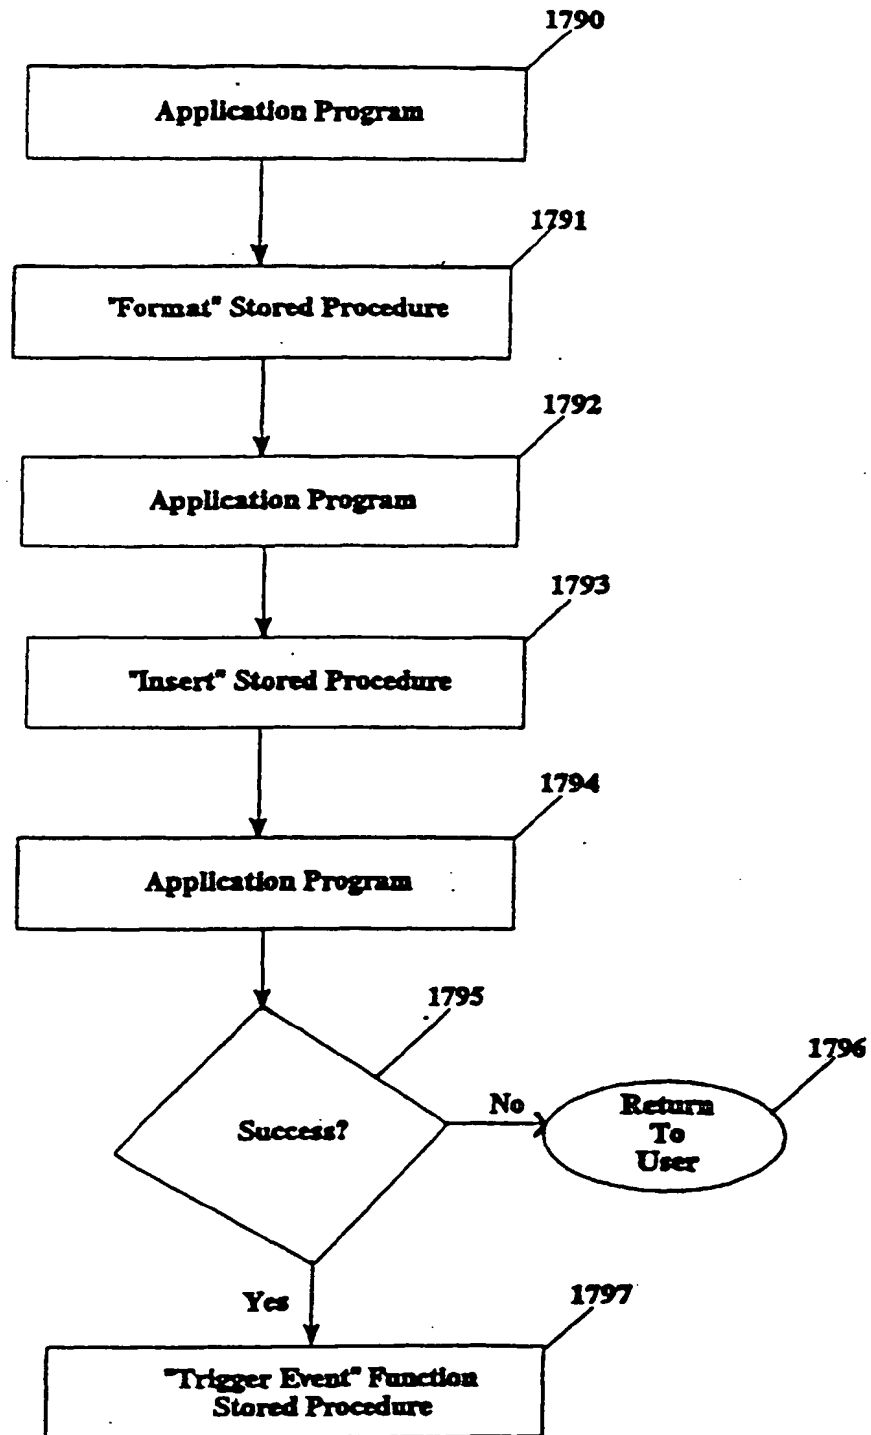 1790
Application Program
1791
"Format" Stored Procedure
1792
Application Program
1793
"Insert" Stored Procedure
1794
Application Program
1795
Success?
No
1796
Return
To
User
Yes
1797
"Trigger Event" Function
Stored Procedure